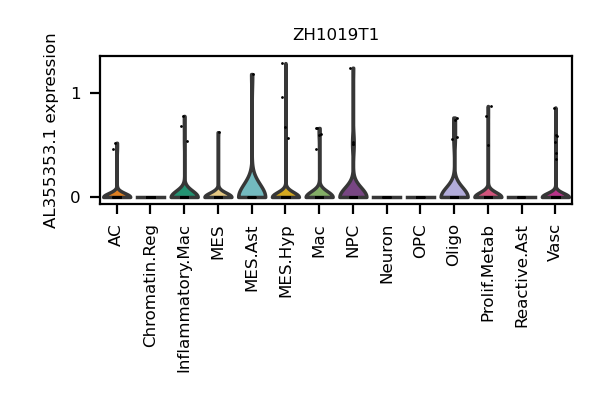 ZH1019T1
AL355353.1 expression
1
0
AC
Chromatin.Reg
Inflammatory.Mac
MES
MES.Ast
MES.Hyp
Mac
NPC
Neuron
OPC
Oligo
Prolif.Metab
Reactive.Ast
Vasc